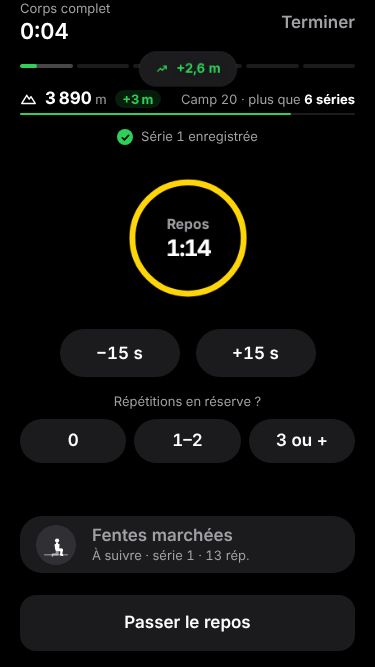 Corps complet
0:04
Terminer
+2,6 m
3 890 m +3 m Camp 20 · plus que 6 séries
Série 1 enregistrée
Repos
1:14
−15 s +15 s
Répétitions en réserve ?
0 1–2 3 ou +
Fentes marchées
À suivre · série 1 · 13 rép.
Passer le repos